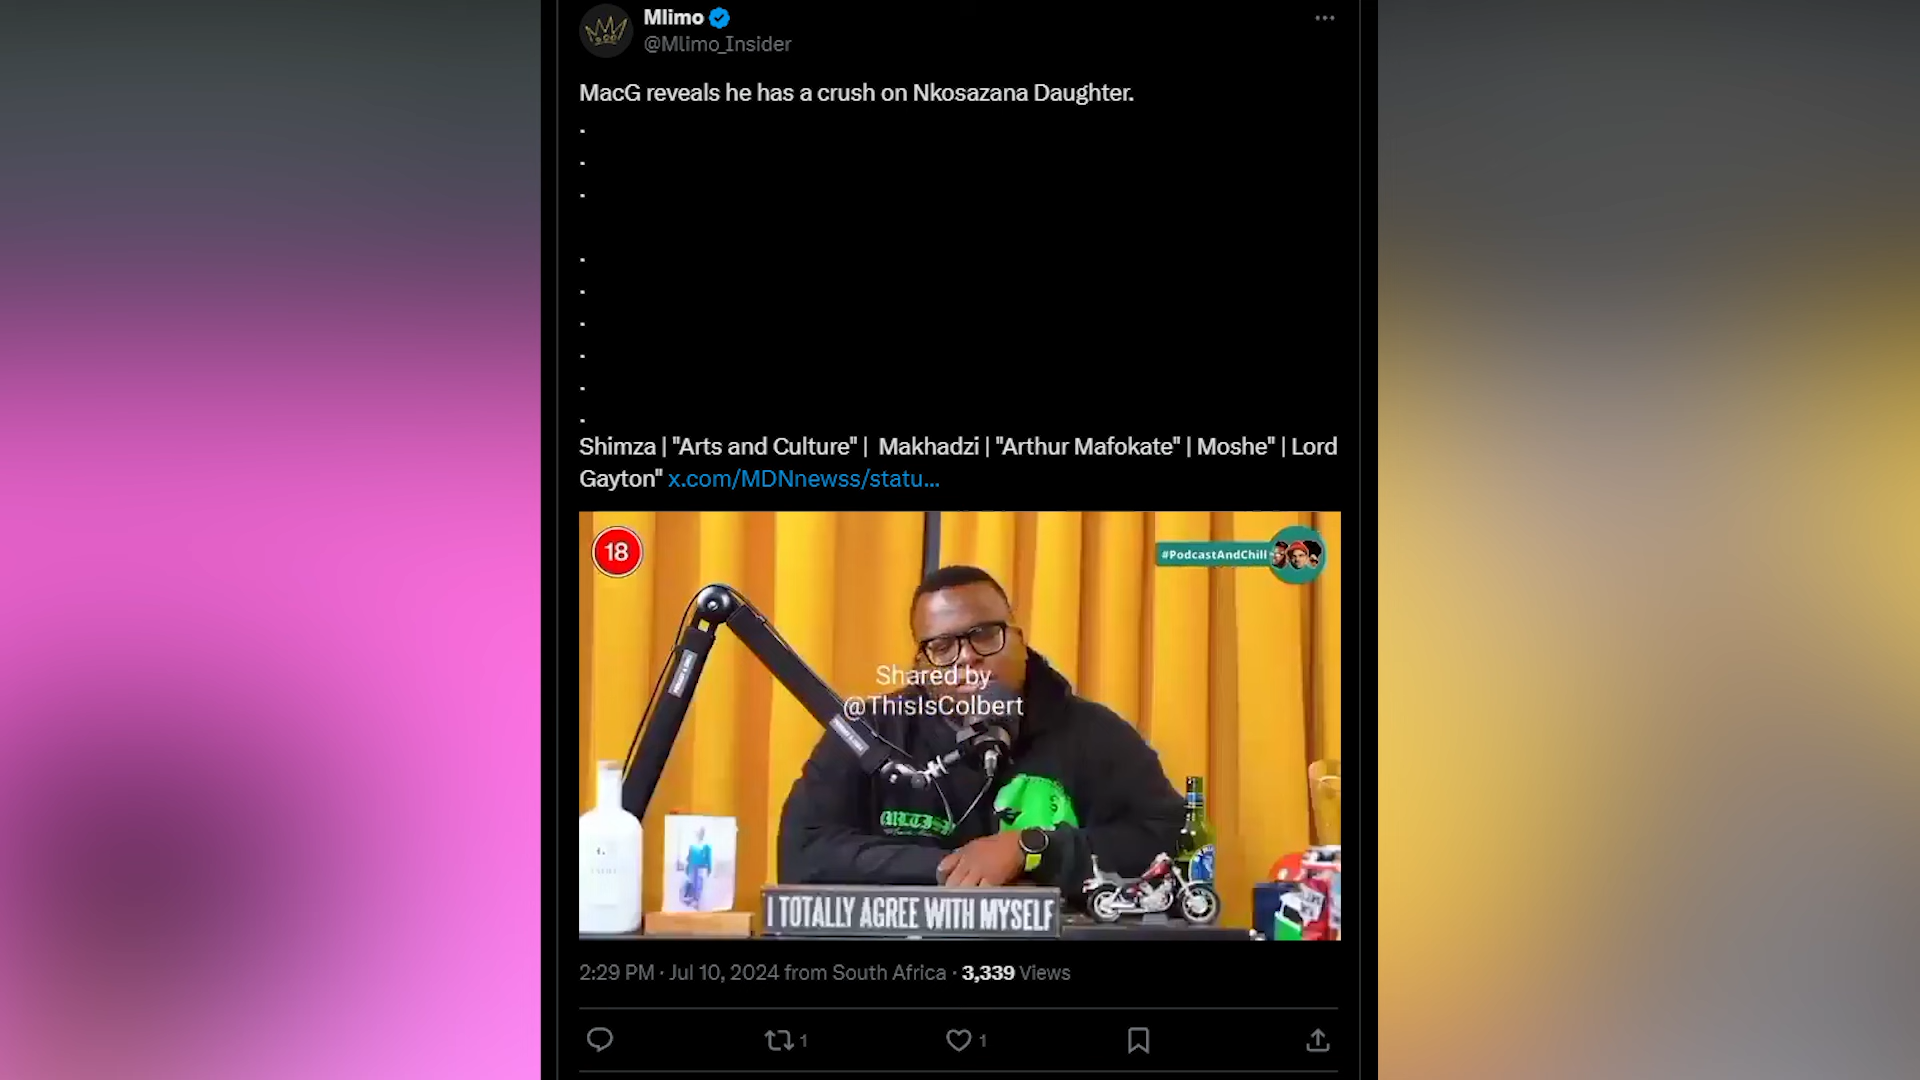 Mlimo
@Mlimo_Insider
MacG reveals he has a crush on Nkosazana Daughter.
.
.
.
.
.
.
.
.
.
Shimza | "Arts and Culture" |  Makhadzi | "Arthur Mafokate" | Moshe" | Lord
Gayton" x.com/MDNnewss/statu...
18
#PodcastAndChill
Shared by
@ThisIsColbert
I TOTALLY AGREE WITH MYSELF
2:29 PM · Jul 10, 2024 from South Africa · 3,339 Views
1
1